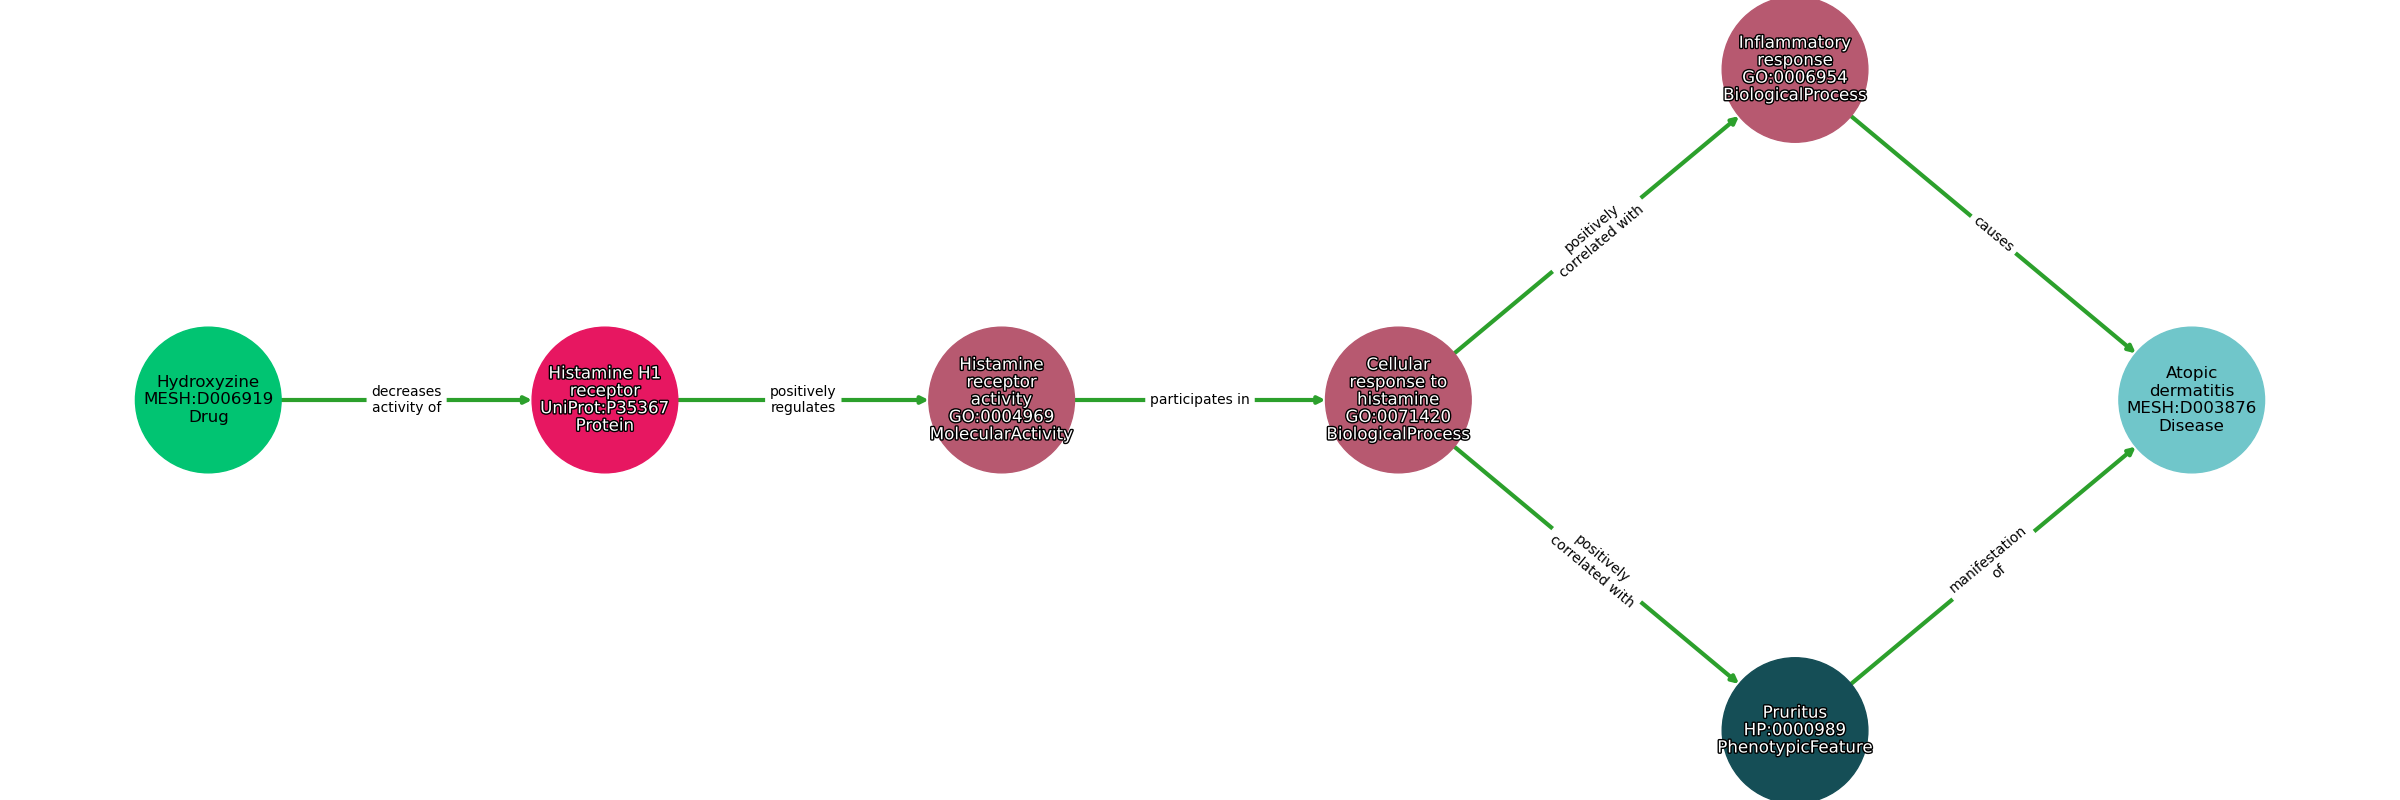 Hydroxyzine
MESH:D006919
Drug
decreases
activity of
Histamine H1
receptor
UniProt:P35367
Protein
positively
regulates
Histamine
receptor
activity
GO:0004969
MolecularActivity
participates in
Cellular
response to
histamine
GO:0071420
BiologicalProcess
positively
correlated with
Inflammatory
response
GO:0006954
BiologicalProcess
causes
positively
correlated with
Pruritus
HP:0000989
PhenotypicFeature
manifestation
of
Atopic
dermatitis
MESH:D003876
Disease